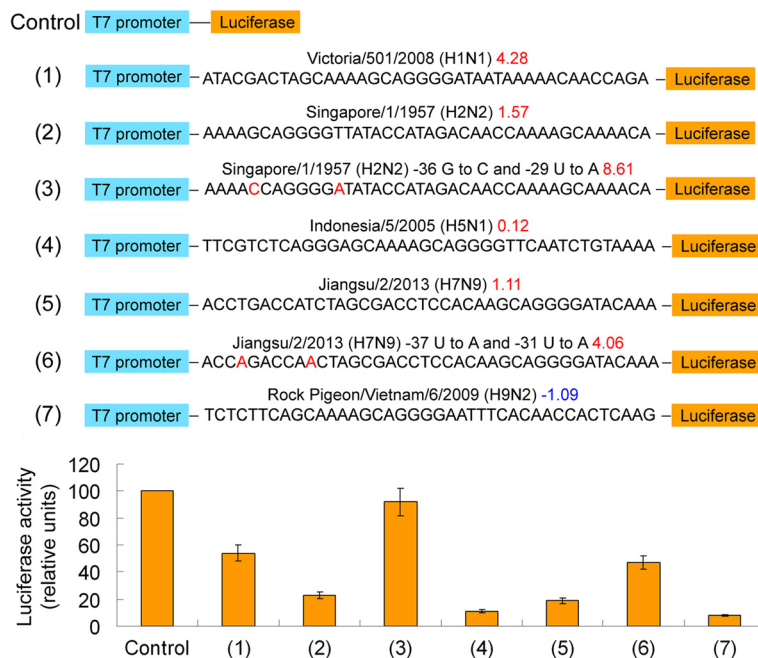 Control T7 promoter Luciferase
Victoria/501/2008 (H1N1) 4.28
(1) T7 promoter ATACGACTAGCAAAAGCAGGGGATAATAAAAACAACCAGA Luciferase
Singapore/1/1957 (H2N2) 1.57
(2) T7 promoter AAAAGCAGGGGTTATACCATAGACAACCAAAAGCAAAACA Luciferase
Singapore/1/1957 (H2N2) -36 G to C and -29 U to A 8.61
(3) T7 promoter AAAACCAGGGGATATACCATAGACAACCAAAAGCAAAACA Luciferase
Indonesia/5/2005 (H5N1) 0.12
(4) T7 promoter TTCGTCTCAGGGAGCAAAAGCAGGGGTTCAATCTGTAAAA Luciferase
Jiangsu/2/2013 (H7N9) 1.11
(5) T7 promoter ACCTGACCATCTAGCGACCTCCACAAGCAGGGGATACAAA Luciferase
Jiangsu/2/2013 (H7N9) -37 U to A and -31 U to A 4.06
(6) T7 promoter ACCAGACCAACTAGCGACCTCCACAAGCAGGGGATACAAA Luciferase
Rock Pigeon/Vietnam/6/2009 (H9N2) -1.09
(7) T7 promoter TCTCTTCAGCAAAAGCAGGGGAATTTCACAACCACTCAAG Luciferase
Luciferase activity
(relative units)
120
100
80
60
40
20
0
Control (1) (2) (3) (4) (5) (6) (7)